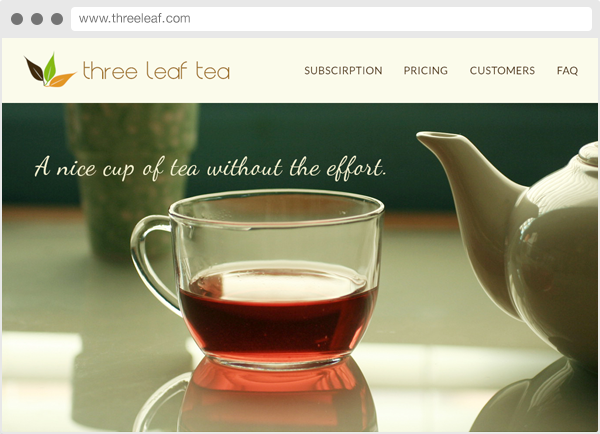 www.threeleaf.com
three leaf tea
SUBSCIRPTION PRICING CUSTOMERS FAQ
A nice cup of tea without the effort.